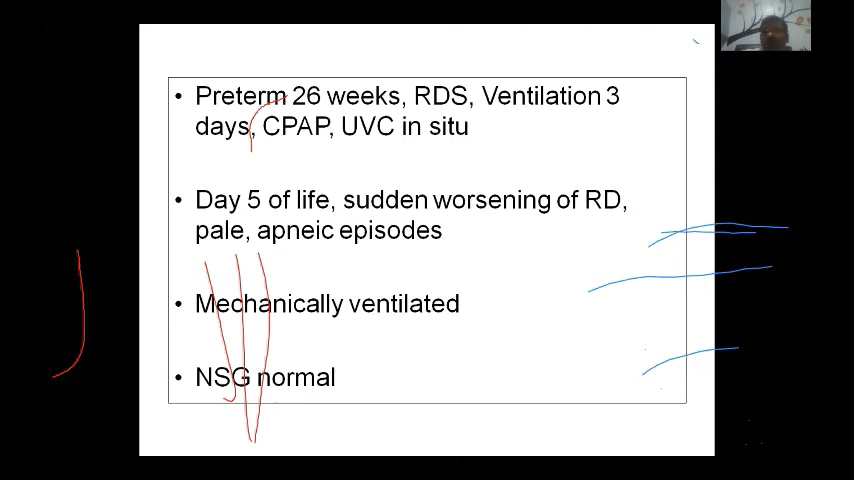 • Preterm 26 weeks, RDS, Ventilation 3
days, CPAP, UVC in situ
• Day 5 of life, sudden worsening of RD,
pale, apneic episodes
• Mechanically ventilated
• NSG normal